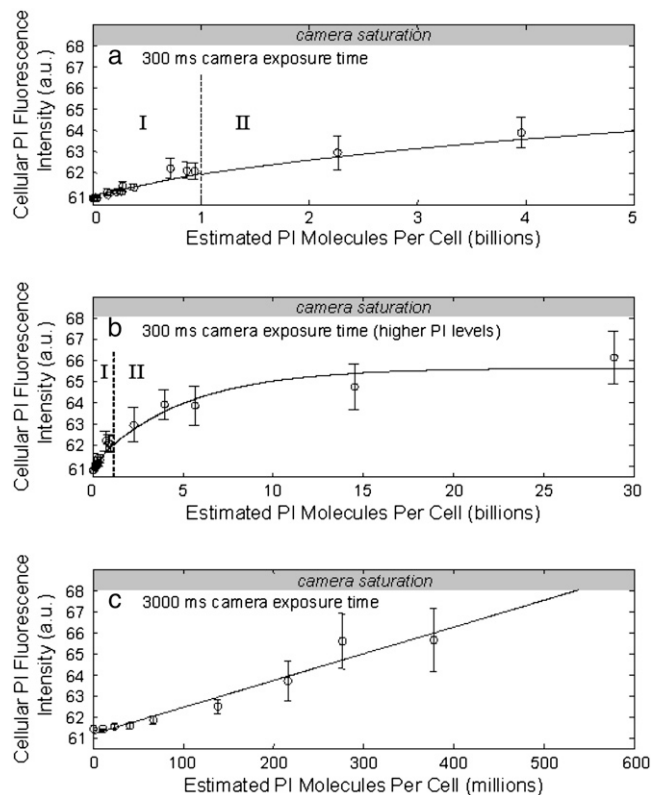 camera saturation
a 300 ms camera exposure time
Cellular PI Fluorescence
Intensity (a.u.)
68
67
66
65
64
63
62
61
I II
0 1 2 3 4 5
Estimated PI Molecules Per Cell (billions)
camera saturation
b 300 ms camera exposure time (higher PI levels)
Cellular PI Fluorescence
Intensity (a.u.)
68
67
66
65
64
63
62
61
I II
0 5 10 15 20 25 30
Estimated PI Molecules Per Cell (billions)
camera saturation
c 3000 ms camera exposure time
Cellular PI Fluorescence
Intensity (a.u.)
68
67
66
65
64
63
62
61
0 100 200 300 400 500 600
Estimated PI Molecules Per Cell (millions)